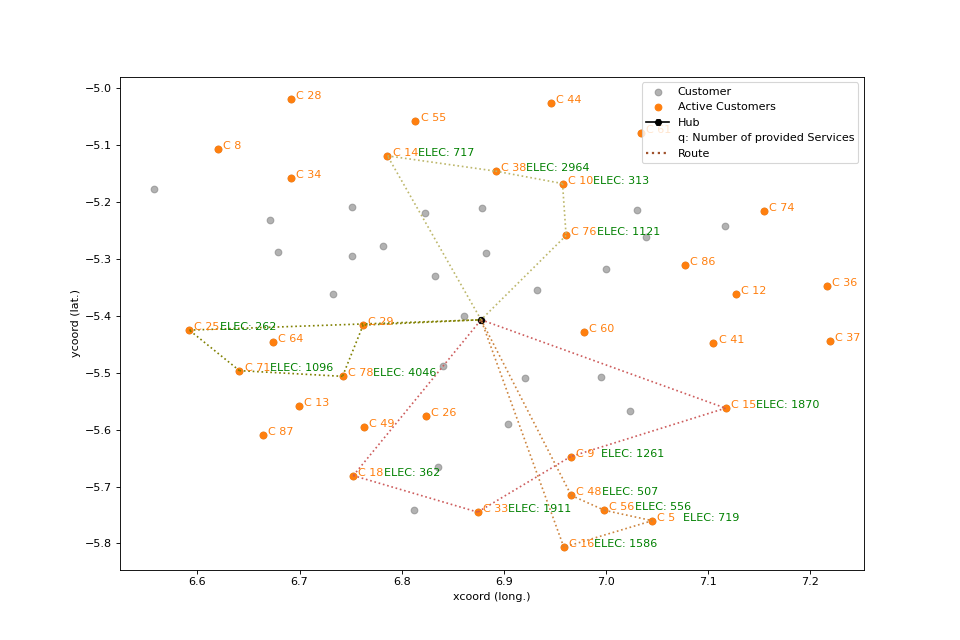 −5.0
−5.1
−5.2
−5.3
−5.4
−5.5
−5.6
−5.7
−5.8
ycoord (lat.)
6.6 6.7 6.8 6.9 7.0 7.1 7.2
xcoord (long.)
Customer
Active Customers
Hub
q: Number of provided Services
Route
C 28
C 44
C 55
C 8
C 14 ELEC: 717
C 38 ELEC: 2964
C 34
C 10 ELEC: 313
C 74
C 76 ELEC: 1121
C 86
C 36
C 12
C 25 ELEC: 262
C 29
C 60
C 64
C 41
C 37
C 71 ELEC: 1096
C 78 ELEC: 4046
C 13
C 15 ELEC: 1870
C 26
C 49
C 87
C 9 ELEC: 1261
C 18 ELEC: 362
C 48 ELEC: 507
C 33 ELEC: 1911
C 56 ELEC: 556
C 5 ELEC: 719
C 16 ELEC: 1586